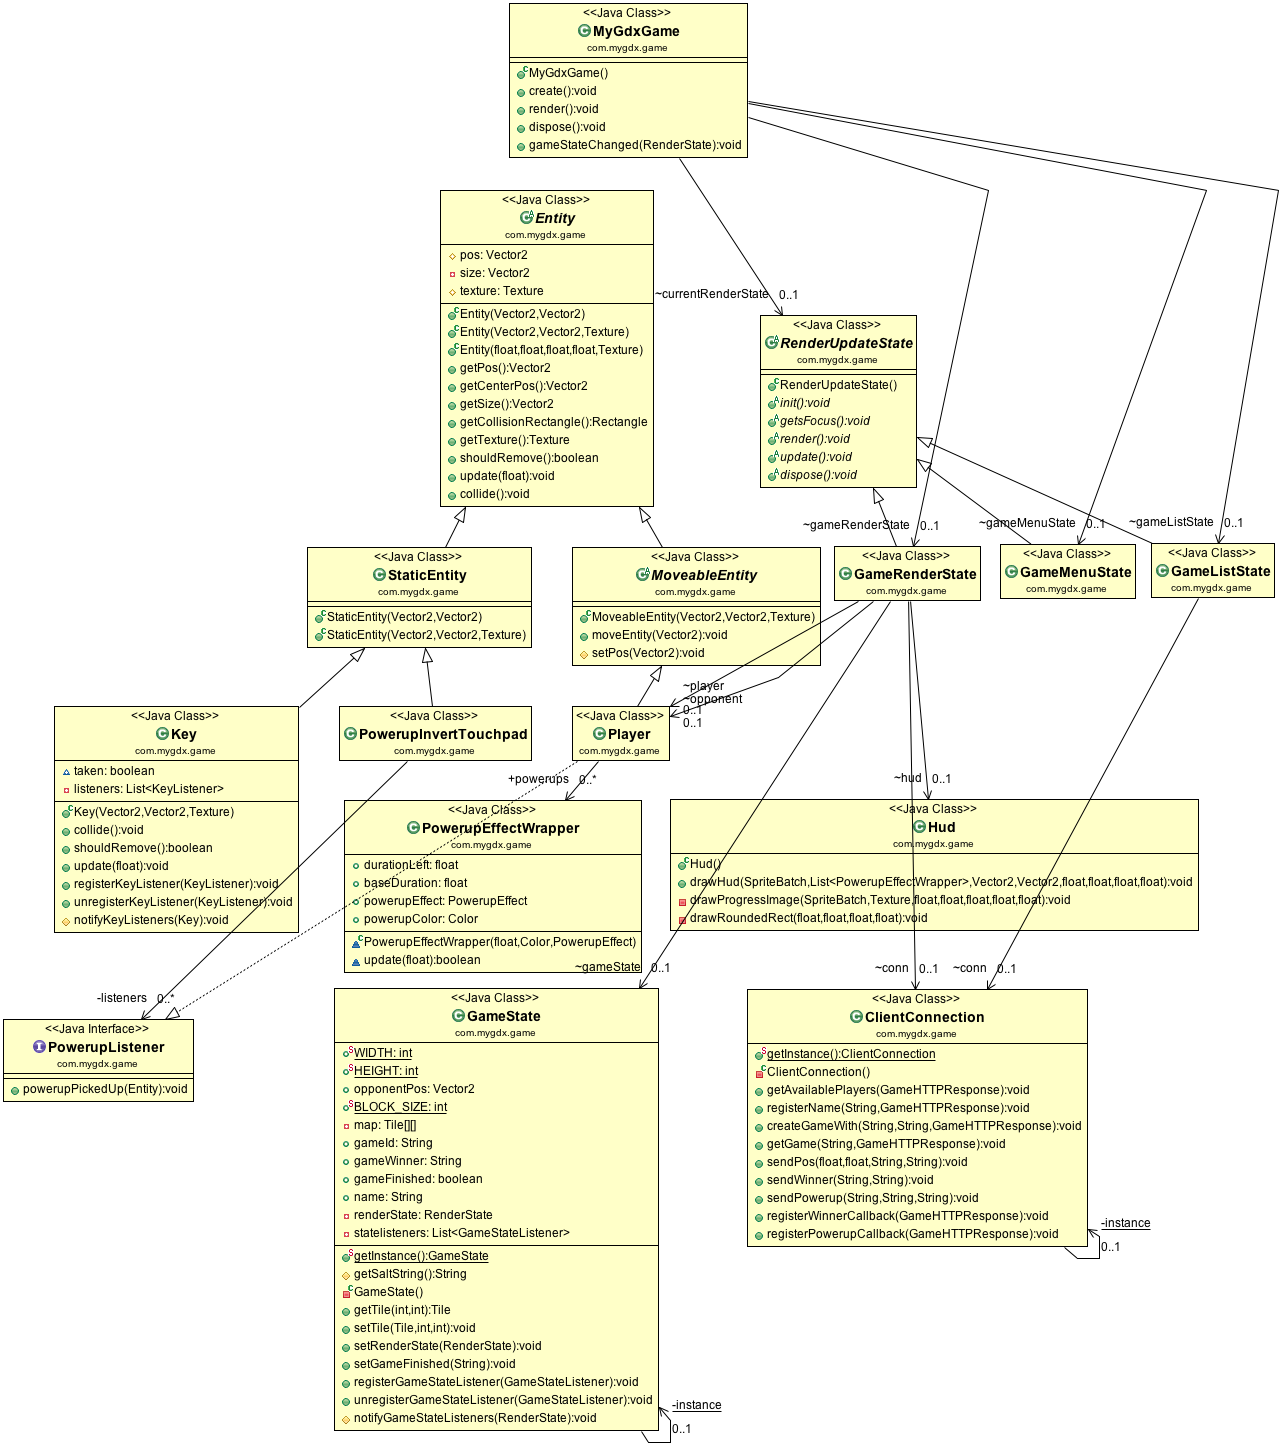 <<Java Class>>
MyGdxGame
com.mygdx.game
MyGdxGame()
create():void
render():void
dispose():void
gameStateChanged(RenderState):void
<<Java Class>>
Entity
com.mygdx.game
pos: Vector2
size: Vector2
texture: Texture
Entity(Vector2,Vector2)
Entity(Vector2,Vector2,Texture)
Entity(float,float,float,float,Texture)
getPos():Vector2
getCenterPos():Vector2
getSize():Vector2
getCollisionRectangle():Rectangle
getTexture():Texture
shouldRemove():boolean
update(float):void
collide():void
~currentRenderState 0..1
<<Java Class>>
RenderUpdateState
com.mygdx.game
RenderUpdateState()
init():void
getsFocus():void
render():void
update():void
dispose():void
~gameRenderState 0..1
~gameMenuState 0..1
~gameListState 0..1
<<Java Class>>
StaticEntity
com.mygdx.game
StaticEntity(Vector2,Vector2)
StaticEntity(Vector2,Vector2,Texture)
<<Java Class>>
MoveableEntity
com.mygdx.game
MoveableEntity(Vector2,Vector2,Texture)
moveEntity(Vector2):void
setPos(Vector2):void
<<Java Class>>
GameRenderState
com.mygdx.game
<<Java Class>>
GameMenuState
com.mygdx.game
<<Java Class>>
GameListState
com.mygdx.game
~player
~opponent
0..1
0..1
<<Java Class>>
Key
com.mygdx.game
taken: boolean
listeners: List<KeyListener>
Key(Vector2,Vector2,Texture)
collide():void
shouldRemove():boolean
update(float):void
registerKeyListener(KeyListener):void
unregisterKeyListener(KeyListener):void
notifyKeyListeners(Key):void
<<Java Class>>
PowerupInvertTouchpad
com.mygdx.game
<<Java Class>>
Player
com.mygdx.game
+powerups 0..*
~hud 0..1
<<Java Class>>
PowerupEffectWrapper
com.mygdx.game
durationLeft: float
baseDuration: float
powerupEffect: PowerupEffect
powerupColor: Color
PowerupEffectWrapper(float,Color,PowerupEffect)
update(float):boolean
<<Java Class>>
Hud
com.mygdx.game
Hud()
drawHud(SpriteBatch,List<PowerupEffectWrapper>,Vector2,Vector2,float,float,float,float):void
drawProgressImage(SpriteBatch,Texture,float,float,float,float,float):void
drawRoundedRect(float,float,float,float):void
~gameState 0..1
~conn 0..1
~conn 0..1
-listeners 0..*
<<Java Interface>>
PowerupListener
com.mygdx.game
powerupPickedUp(Entity):void
<<Java Class>>
GameState
com.mygdx.game
WIDTH: int
HEIGHT: int
opponentPos: Vector2
BLOCK_SIZE: int
map: Tile[][]
gameId: String
gameWinner: String
gameFinished: boolean
name: String
renderState: RenderState
statelisteners: List<GameStateListener>
getInstance():GameState
getSaltString():String
GameState()
getTile(int,int):Tile
setTile(Tile,int,int):void
setRenderState(RenderState):void
setGameFinished(String):void
registerGameStateListener(GameStateListener):void
unregisterGameStateListener(GameStateListener):void
notifyGameStateListeners(RenderState):void
-instance
0..1
<<Java Class>>
ClientConnection
com.mygdx.game
getInstance():ClientConnection
ClientConnection()
getAvailablePlayers(GameHTTPResponse):void
registerName(String,GameHTTPResponse):void
createGameWith(String,String,GameHTTPResponse):void
getGame(String,GameHTTPResponse):void
sendPos(float,float,String,String):void
sendWinner(String,String):void
sendPowerup(String,String,String):void
registerWinnerCallback(GameHTTPResponse):void
registerPowerupCallback(GameHTTPResponse):void
-instance
0..1